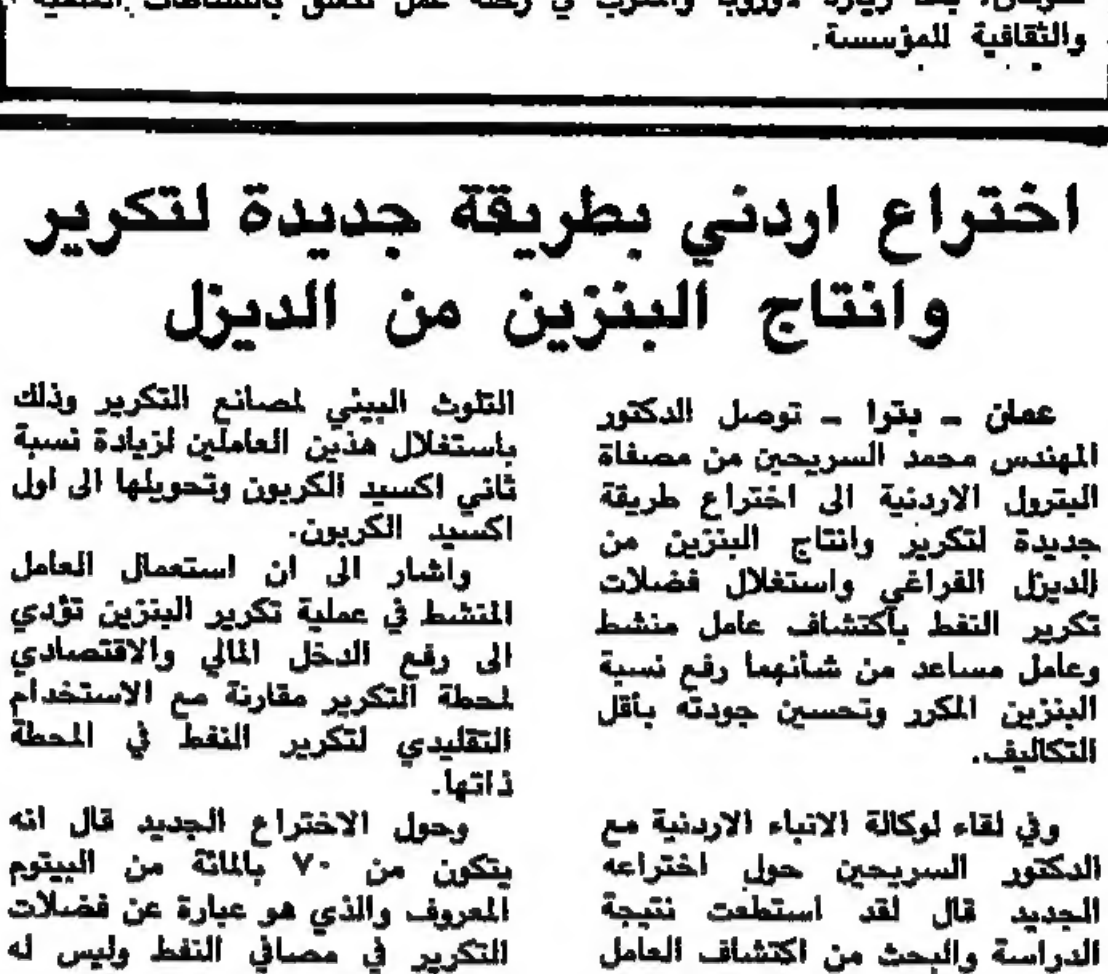 والثقافية للمؤسسة.
اختراع اردني بطريقة جديدة لتكرير
وانتاج البنزين من الديزل
عمان ـ بترا ـ توصل الدكتور
المهندس محمد السريحين من مصفاة
البترول الاردنية الى اختراع طريقة
جديدة لتكرير وانتاج البنزين من
الديزل الفراغي واستغلال فضلات
تكرير النفط بأكتشاف عامل منشط
وعامل مساعد من شأنهما رفع نسبة
البنزين المكرر وتحسين جودته بأقل
التكاليف.
وفي لقاء لوكالة الانباء الاردنية مع
الدكتور السريحين حول اختراعه
الجديد قال لقد استطعت نتيجة
الدراسة والبحث من اكتشاف العامل
التلوث البيئي لمصانع التكرير وذلك
باستغلال هذين العاملين لزيادة نسبة
ثاني اكسيد الكربون وتحويلها الى اول
اكسيد الكربون.
واشار الى ان استعمال العامل
المنشط في عملية تكرير البنزين تؤدي
الى رفع الدخل المالي والاقتصادي
لمحطة التكرير مقارنة مع الاستخدام
التقليدي لتكرير النفط في المحطة
ذاتها.
وحول الاختراع الجديد قال انه
يتكون من ٧٠ بالمائة من البيتوم
المعروف والذي هو عبارة عن فضلات
التكرير في مصافي النفط وليس له